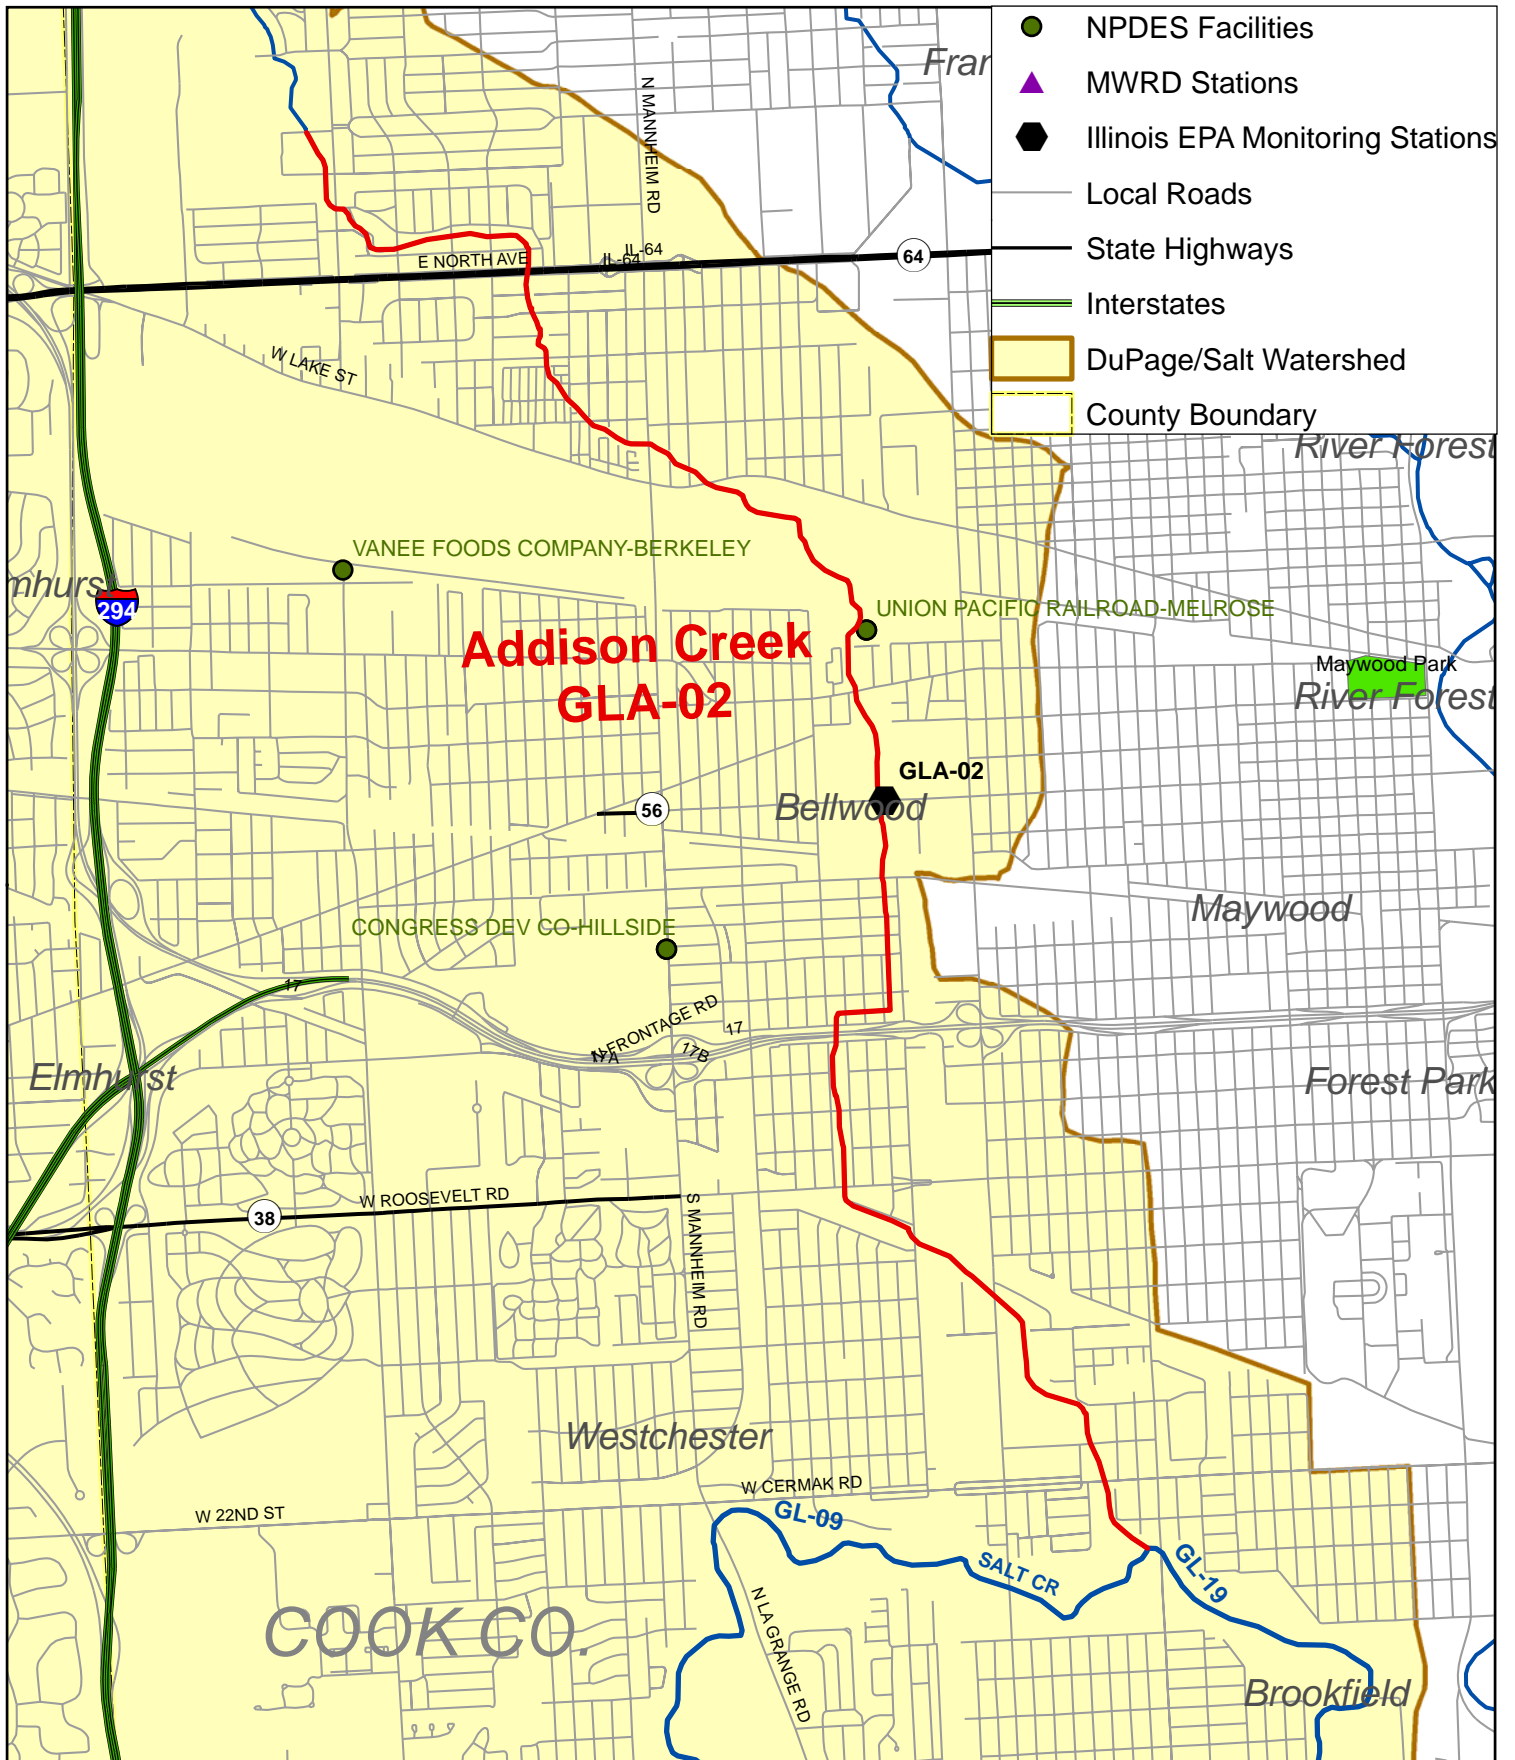 NPDES Facilities
MWRD Stations
Illinois EPA Monitoring Stations
Local Roads
State Highways
Interstates
DuPage/Salt Watershed
County Boundary
Fran
N MANNHEIM RD
IL-64
IL-64
64
E NORTH AVE
W LAKE ST
River Forest
VANEE FOODS COMPANY-BERKELEY
mhurs
294
UNION PACIFIC RAILROAD-MELROSE
Addison Creek
GLA-02
Maywood Park
River Forest
GLA-02
56
Bellwood
Maywood
CONGRESS DEV CO-HILLSIDE
17
N FRONTAGE RD
17
17A
17B
Elmhurst
Forest Park
W ROOSEVELT RD
38
S MANNHEIM RD
Westchester
W CERMAK RD
W 22ND ST
GL-09
SALT CR
GL-19
N LA GRANGE RD
COOK CO.
Brookfield